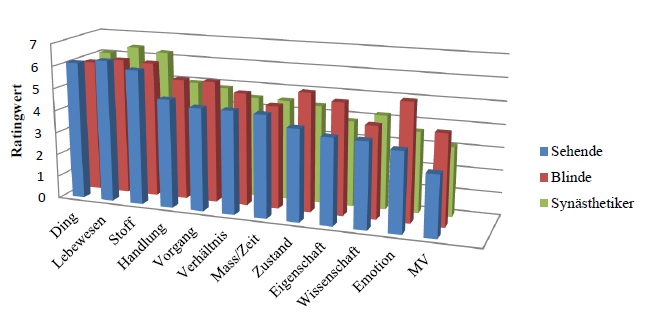 7
6
5
4
3
2
1
0
Ratingwert
Ding
Lebewesen
Stoff
Handlung
Vorgang
Verhältnis
Mass/Zeit
Zustand
Eigenschaft
Wissenschaft
Emotion
MV
Sehende
Blinde
Synästhetiker